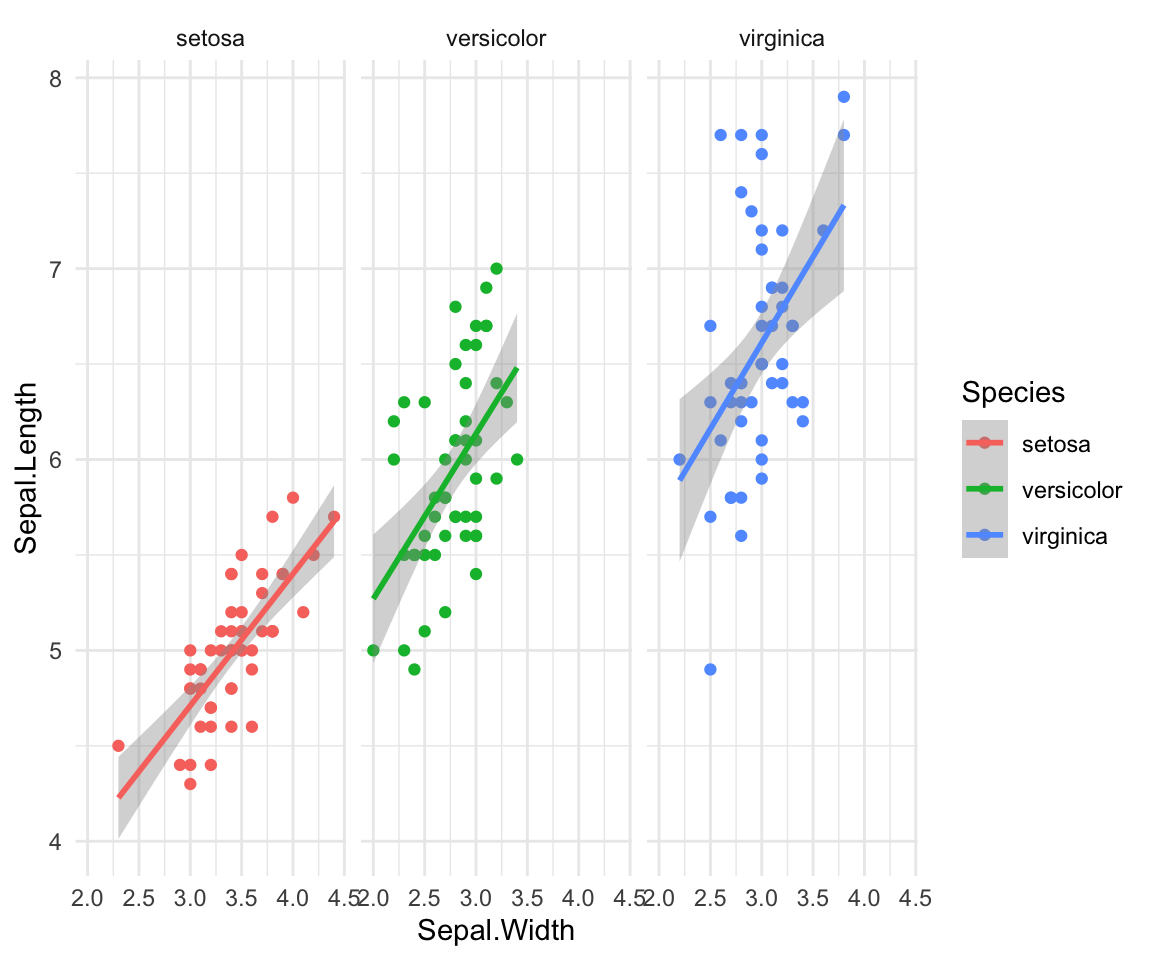 setosa versicolor virginica
8
7
6
5
4
Sepal.Length
2.0 2.5 3.0 3.5 4.0 4.5 2.0 2.5 3.0 3.5 4.0 4.5 2.0 2.5 3.0 3.5 4.0 4.5
Sepal.Width
Species
setosa
versicolor
virginica